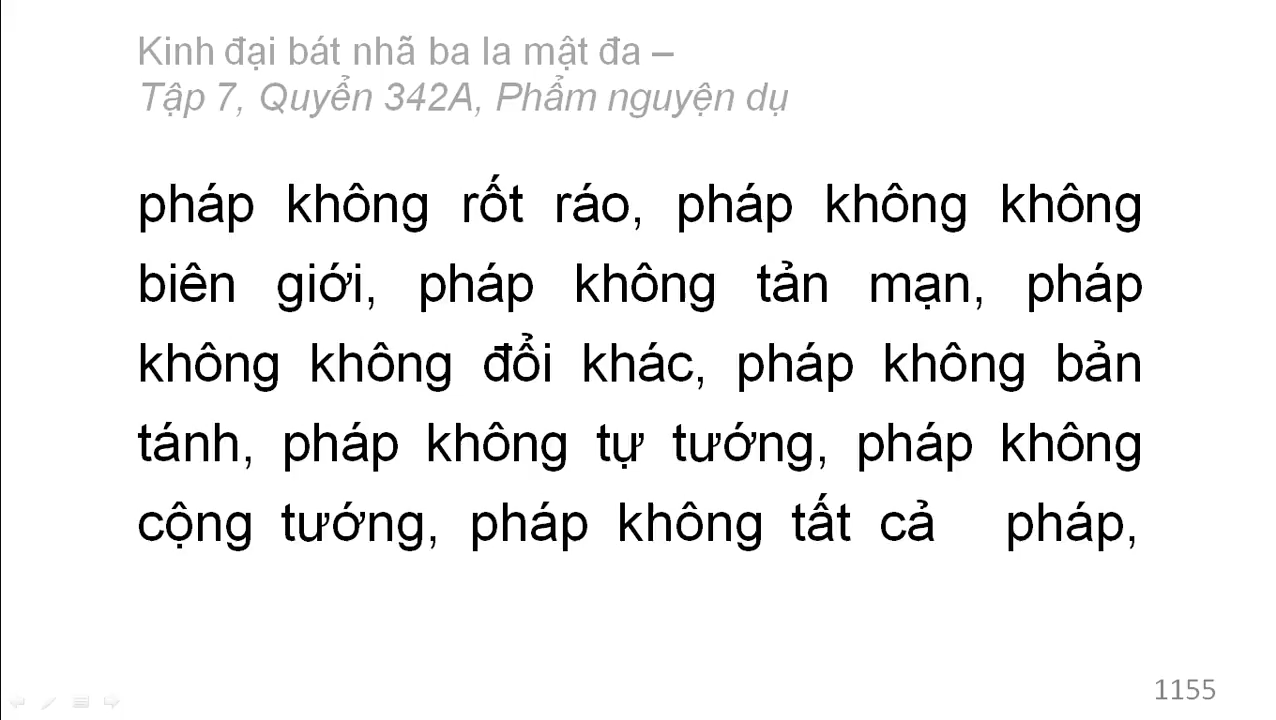 Kinh đại bát nhã ba la mật đa –
Tập 7, Quyển 342A, Phẩm nguyện dụ
pháp không rốt ráo, pháp không không
biên giới, pháp không tản mạn, pháp
không không đổi khác, pháp không bản
tánh, pháp không tự tướng, pháp không
cộng tướng, pháp không tất cả pháp,
1155